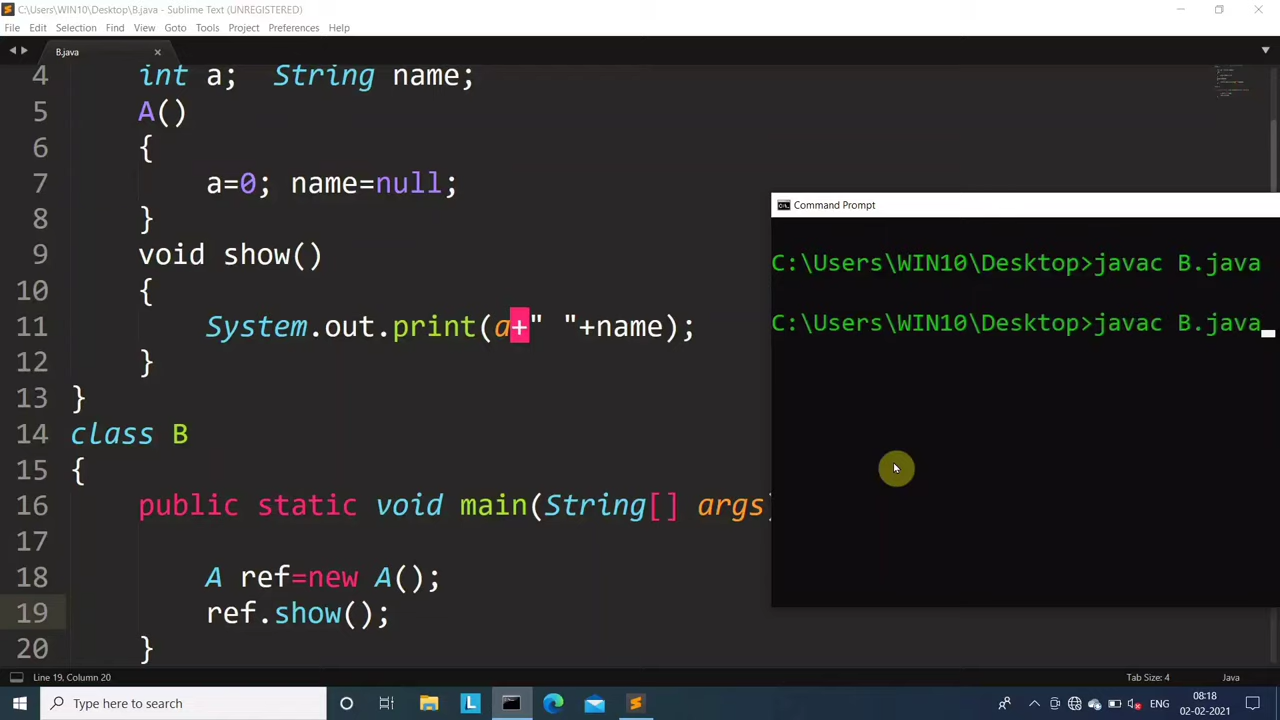 C:\Users\WIN10\Desktop\B.java - Sublime Text (UNREGISTERED)
File Edit Selection Find View Goto Tools Project Preferences Help
B.java
4 int a; String name;
5 A()
6 {
7 a=0; name=null;
8 }
9 void show()
10 {
11 System.out.print(a+" "+name);
12 }
13 }
14 class B
15 {
16 public static void main(String[] args)
17
18 A ref=new A();
19 ref.show();
20 }
Command Prompt
C:\Users\WIN10\Desktop>javac B.java
C:\Users\WIN10\Desktop>javac B.java
Line 19, Column 20
Tab Size: 4
Java
Type here to search
L
ENG
08:18
02-02-2021